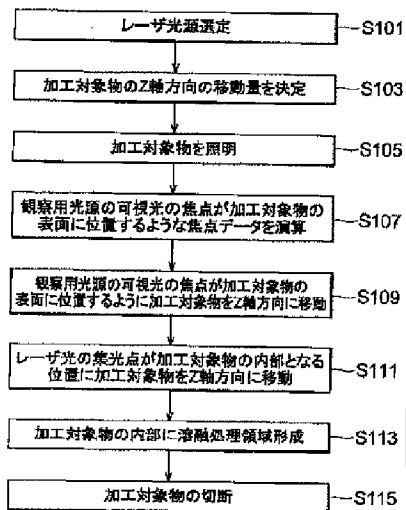 レーザ光源選定
S101
加工対象物のZ軸方向の移動量を決定
S103
加工対象物を照明
S105
観察用光源の可視光の焦点が加工対象物の
表面に位置するような焦点データを演算
S107
観察用光源の可視光の焦点が加工対象物の
表面に位置するように加工対象物をZ軸方向に移動
S109
レーザ光の集光点が加工対象物の内部となる
位置に加工対象物をZ軸方向に移動
S111
加工対象物の内部に溶融処理領域形成
S113
加工対象物の切断
S115